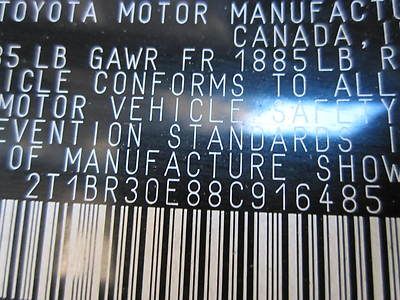 TOYOTA MOTOR MANUFACTU
CANADA, I
85LB GAWR FR 1885LB R
ICLE CONFORMS TO ALL
MOTOR VEHICLE SAFETY
EVENTION STANDARDS I
OF MANUFACTURE SHOW
2T1BR30E88C916485